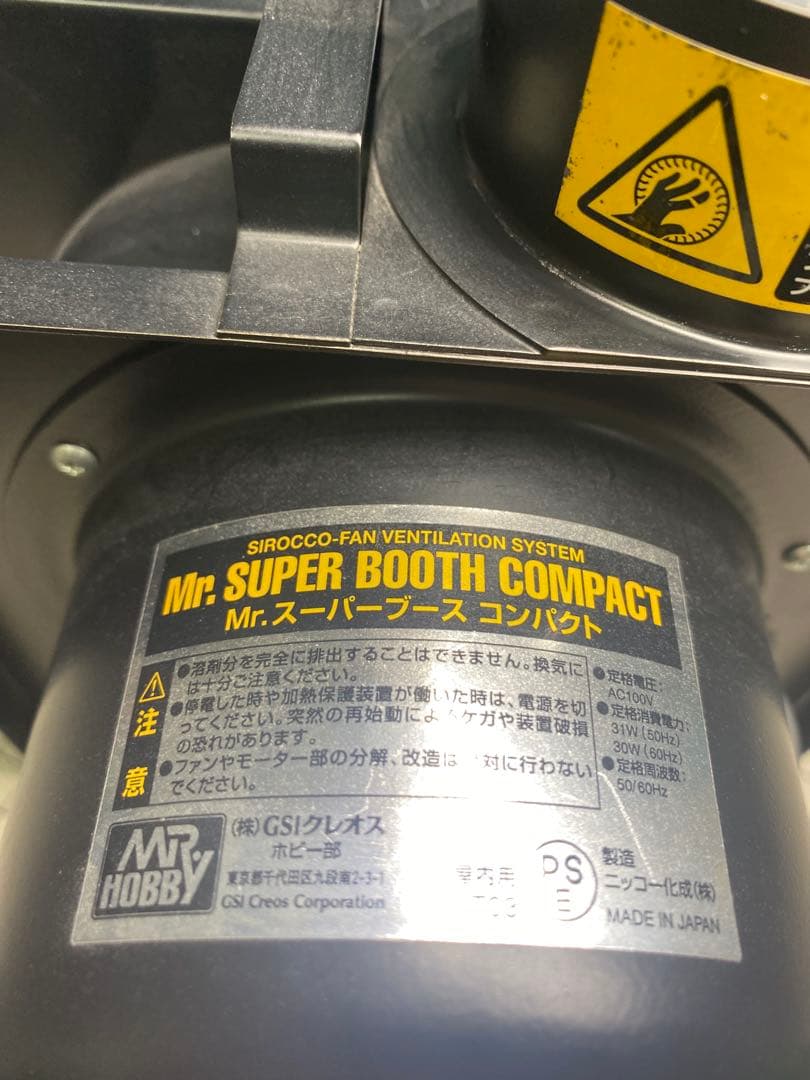 SIROCCO-FAN VENTILATION SYSTEM
Mr. SUPER BOOTH COMPACT
Mr.スーパーブース コンパクト
注意
●溶剤分を完全に排出することはできません。換気に
は十分ご注意ください。
●停電した時や加熱保護装置が働いた時は、電源を切
ってください。突然の再始動によ ケガや装置破損
の恐れがあります。
●ファンやモーター部の分解、改造は 対に行わない
でください。
●定格電圧:
AC100V
●定格消費電力:
31W(50Hz)
30W(60Hz)
●定格周波数:
50/60Hz
MR HOBBY
(株)GSIクレオス
ホビー部
東京都千代田区九段南2-3-1
GSI Creos Corporation
屋内用
PS
E
製造
ニッコー化成(株)
MADE IN JAPAN